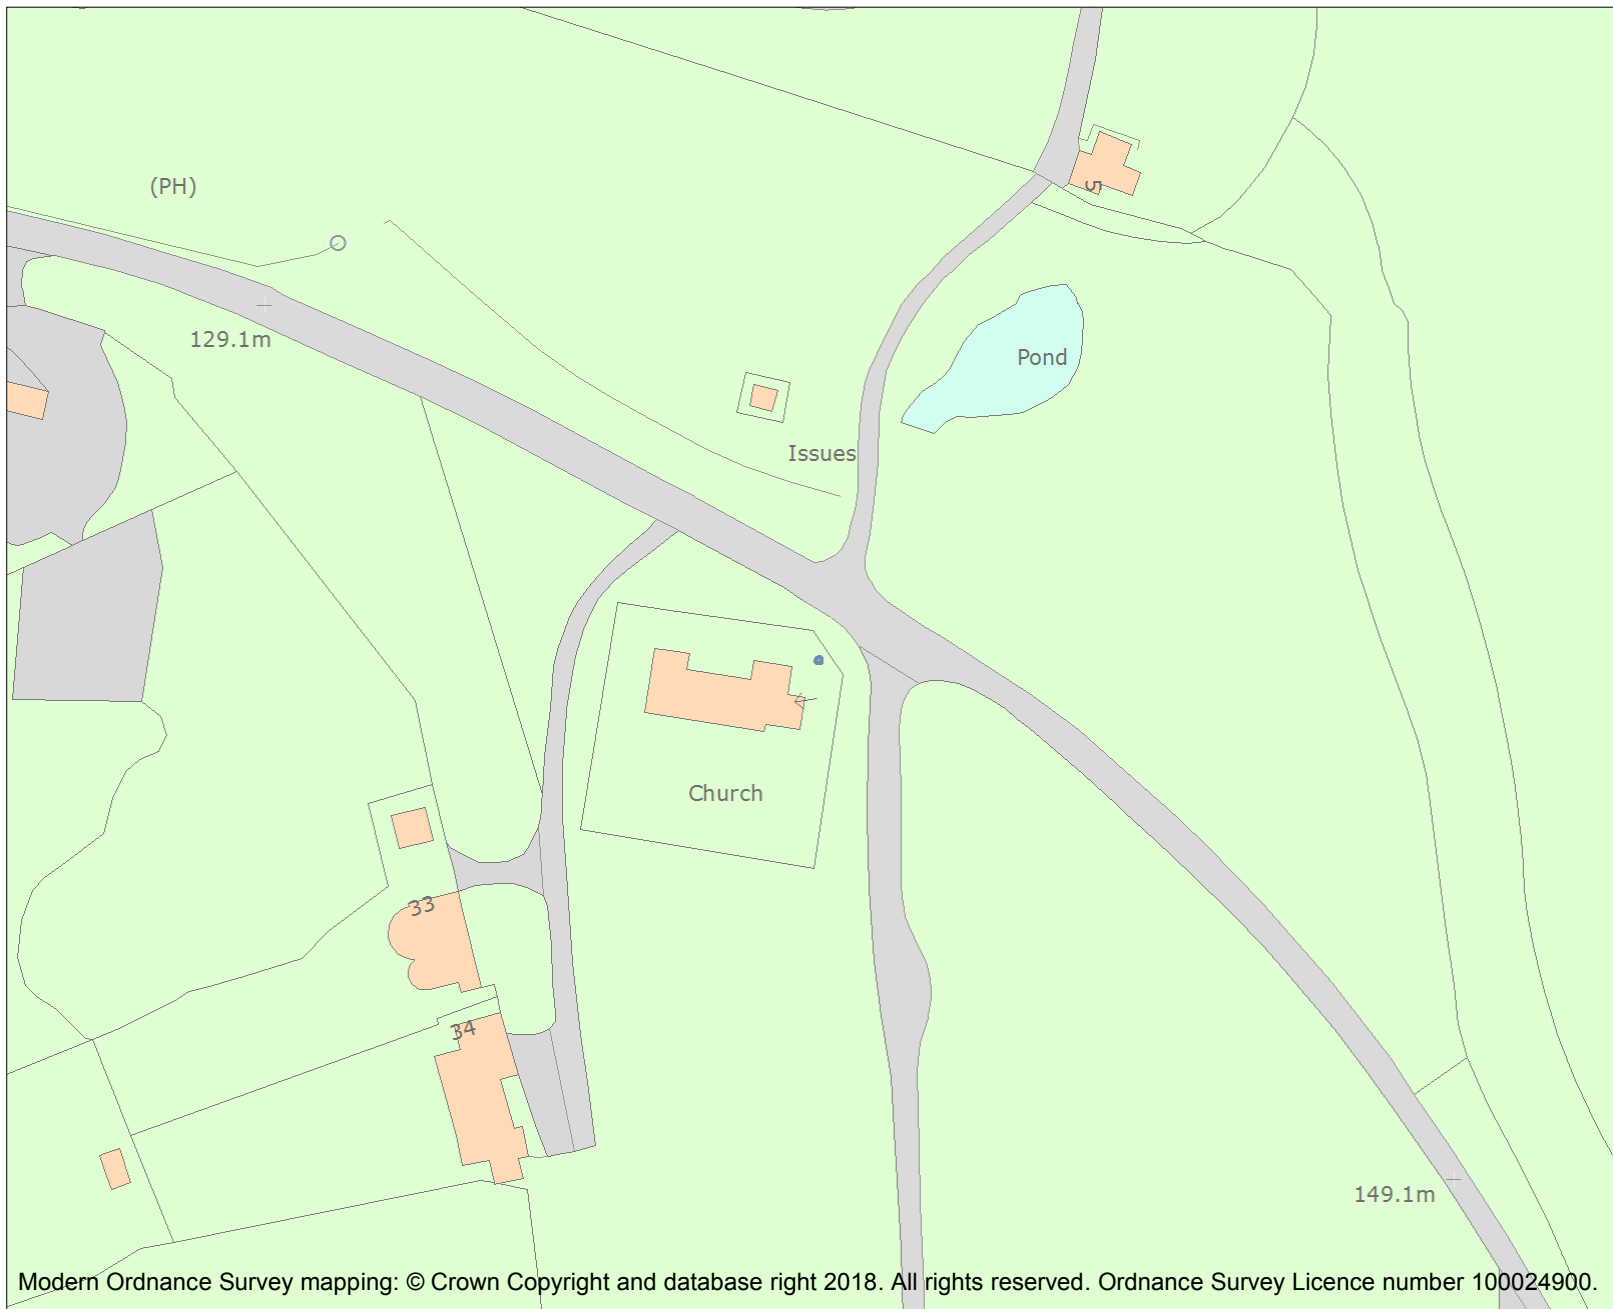 (PH)
5
129.1m
Pond
Issues
Church
33
34
149.1m
Modern Ordnance Survey mapping: © Crown Copyright and database right 2018. All rights reserved. Ordnance Survey Licence number 100024900.